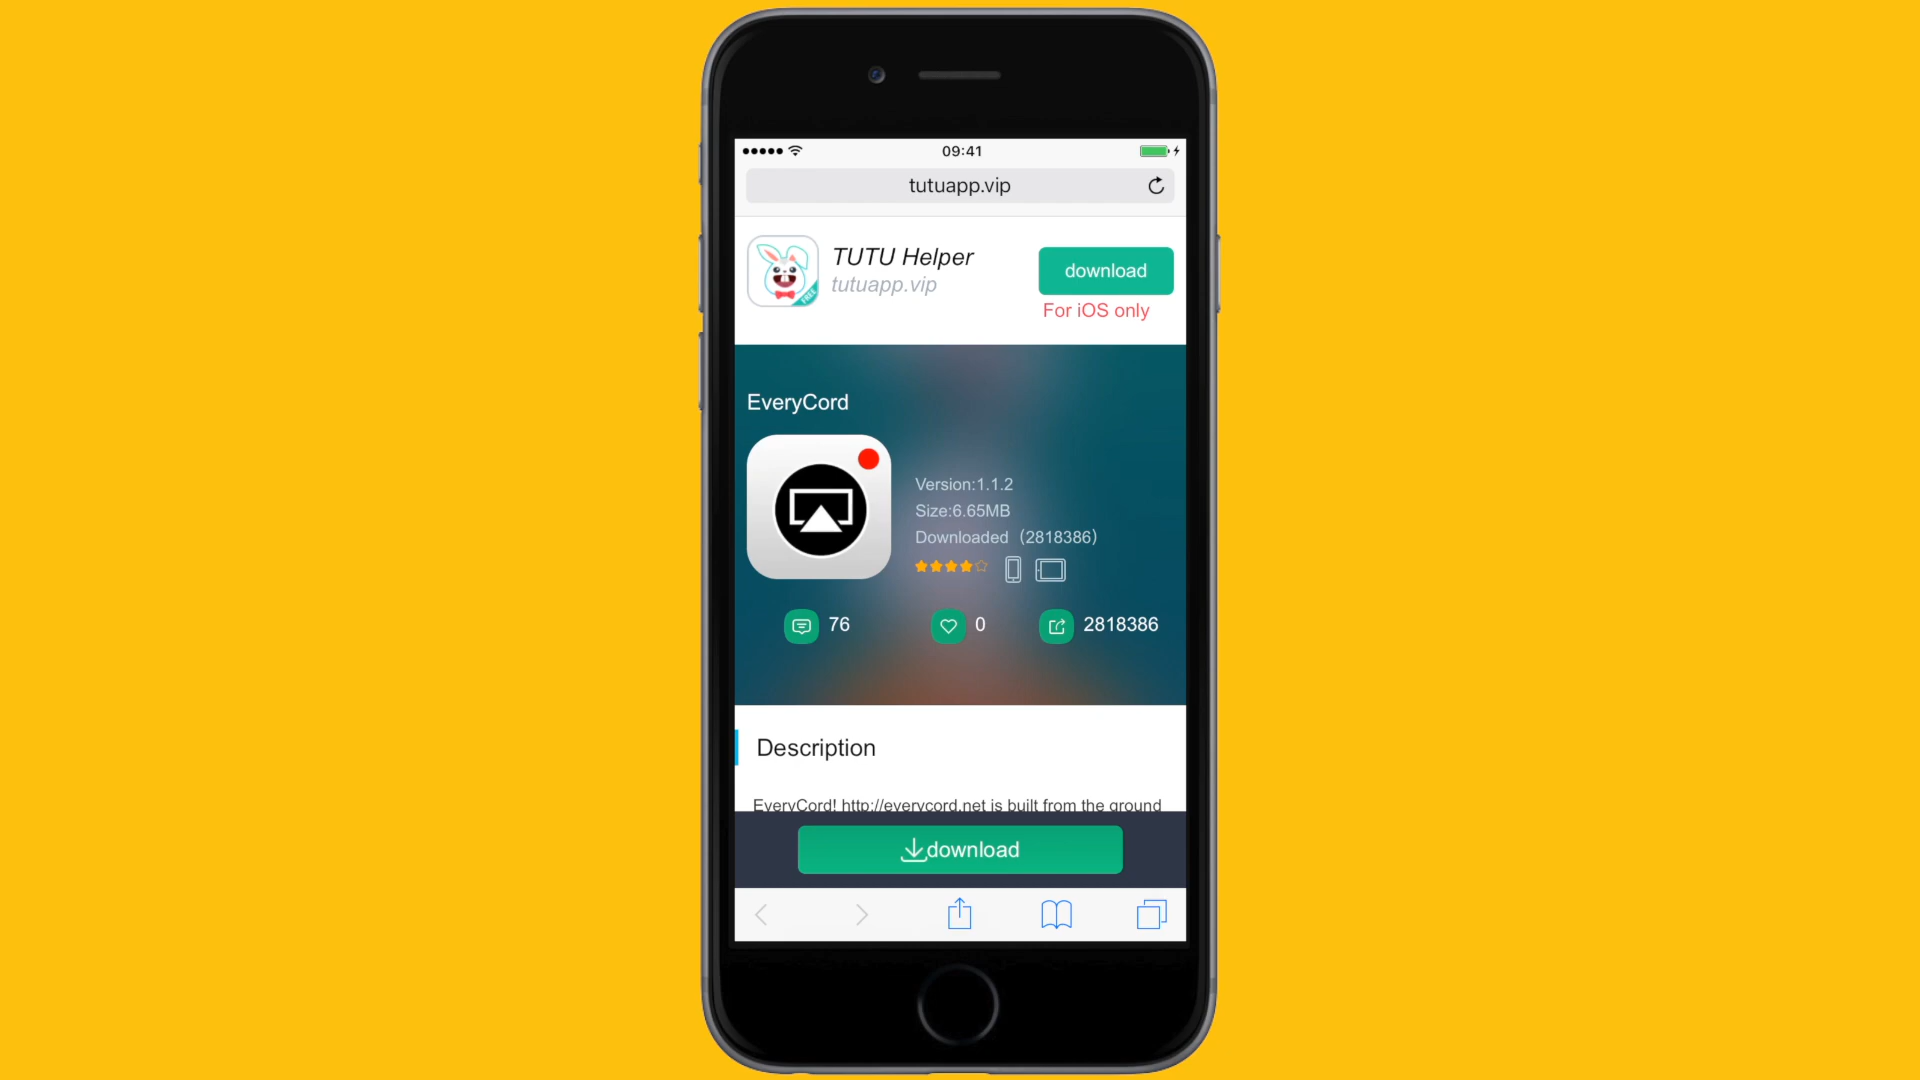 09:41
tutuapp.vip
TUTU Helper
tutuapp.vip
FREE
download
For iOS only
EveryCord
Version:1.1.2
Size:6.65MB
Downloaded (2818386)
76
0
2818386
Description
EveryCord! http://everycord.net is built from the ground
download